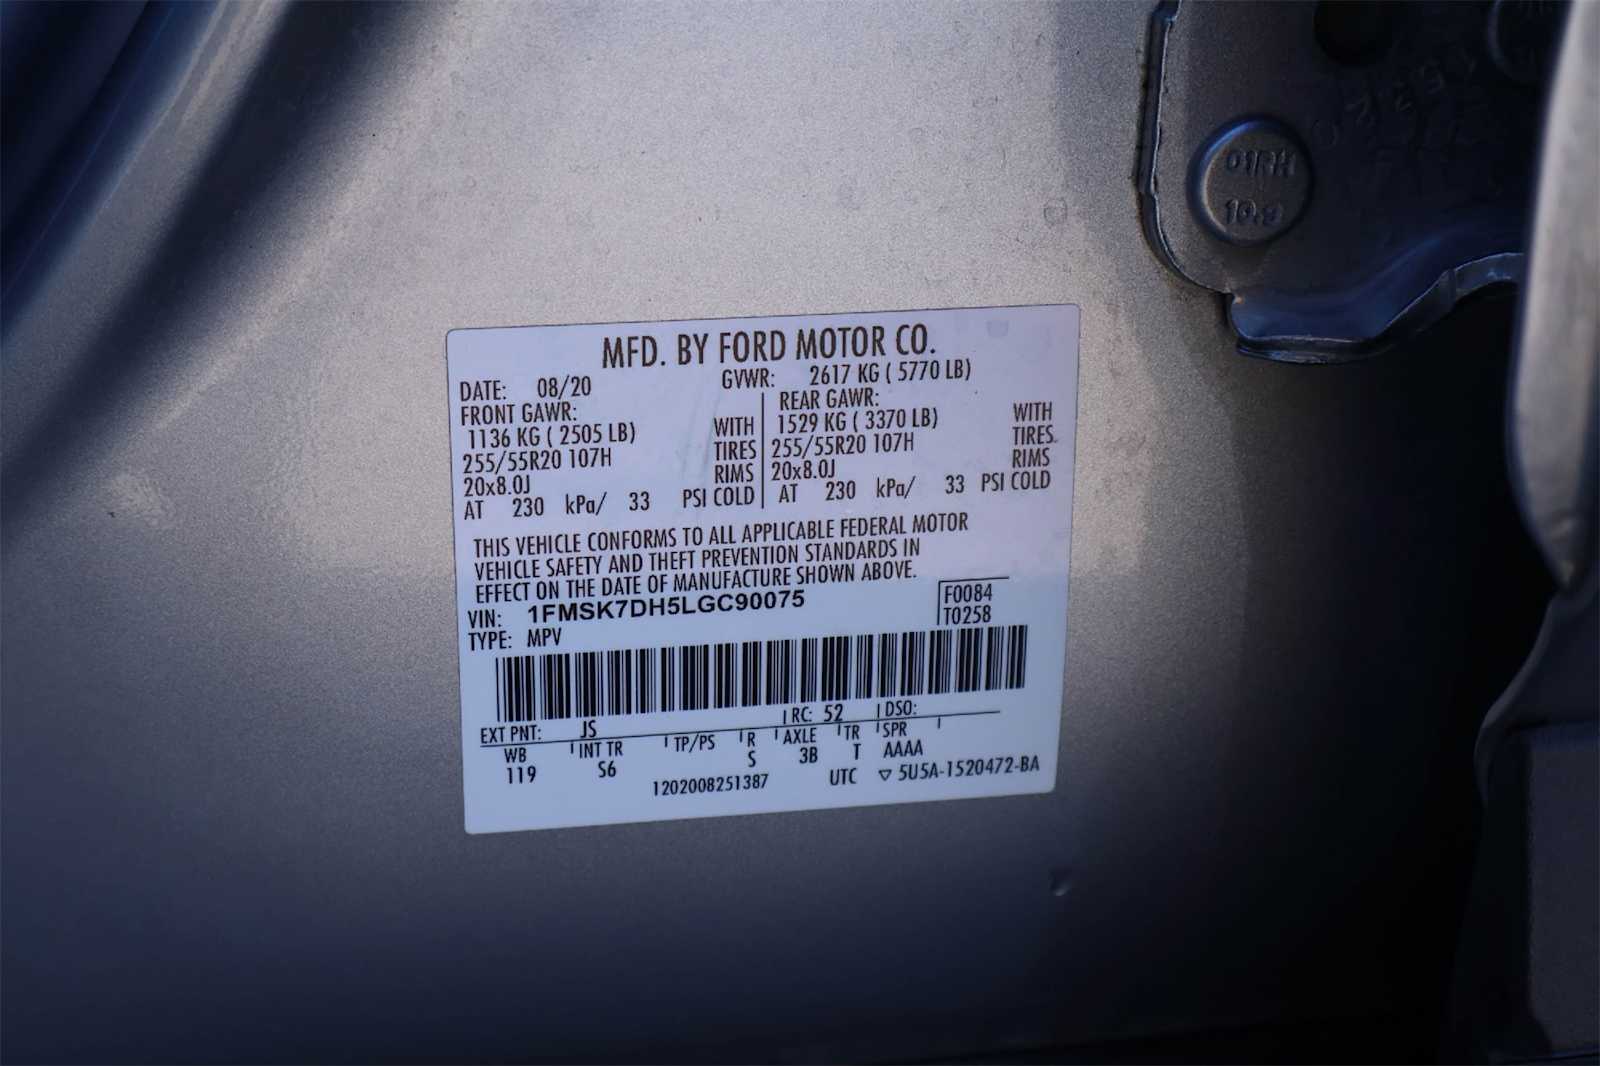 01RH
10.9
MFD. BY FORD MOTOR CO.
DATE: 08/20 GVWR: 2617 KG ( 5770 LB)
FRONT GAWR: REAR GAWR:
1136 KG ( 2505 LB) WITH 1529 KG ( 3370 LB) WITH
255/55R20 107H TIRES 255/55R20 107H TIRES
20x8.0J RIMS 20x8.0J RIMS
AT 230 kPa/ 33 PSI COLD AT 230 kPa/ 33 PSI COLD
THIS VEHICLE CONFORMS TO ALL APPLICABLE FEDERAL MOTOR
VEHICLE SAFETY AND THEFT PREVENTION STANDARDS IN
EFFECT ON THE DATE OF MANUFACTURE SHOWN ABOVE.
VIN: 1FMSK7DH5LGC90075 F0084
TYPE: MPV T0258
EXT PNT: JS RC: 52 DSO:
WB INT TR TP/PS R AXLE TR SPR
119 S6 S 3B T AAAA
1202008251387 UTC ▽ 5U5A-1520472-BA